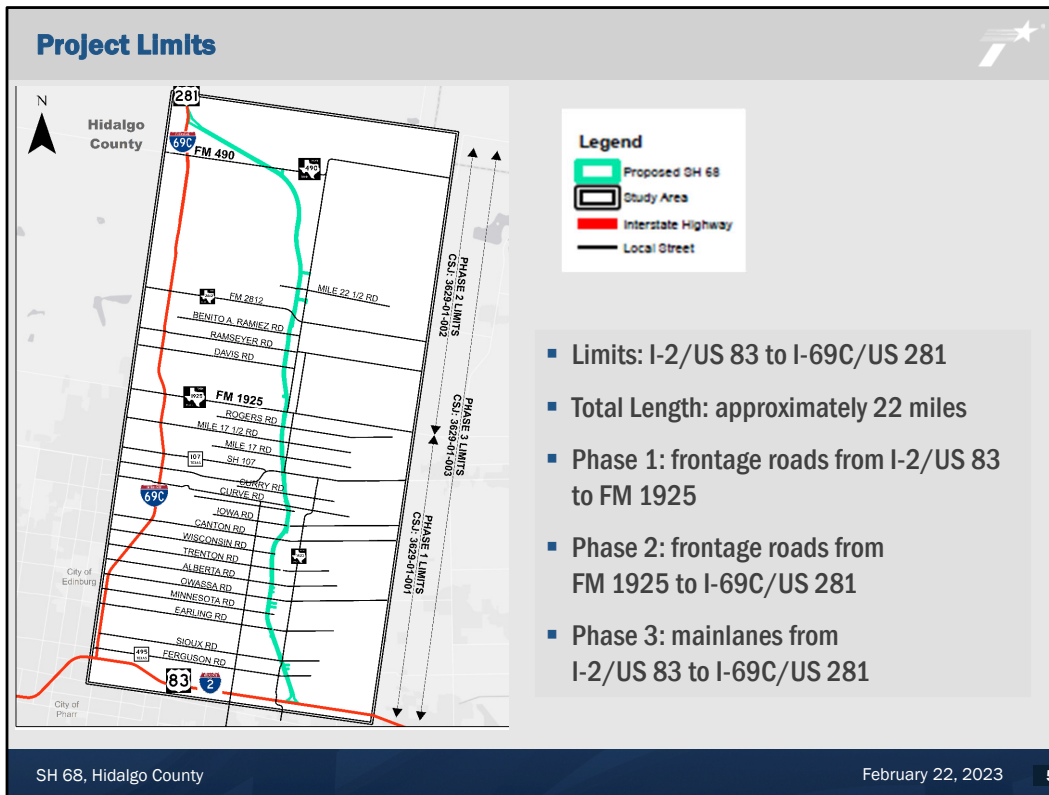 Project Limits
N
Hidalgo
County
281
69C
FM 490
490
PHASE 2 LIMITS
CSJ: 3629-01-002
MILE 22 1/2 RD
FM 2812
BENITO A. RAMIEZ RD
RAMSEYER RD
DAVIS RD
1925
FM 1925
ROGERS RD
MILE 17 1/2 RD
MILE 17 RD
107
SH 107
CURRY RD
CURVE RD
69C
IOWA RD
CANTON RD
WISCONSIN RD
TRENTON RD
ALBERTA RD
OWASSA RD
MINNESOTA RD
EARLING RD
PHASE 3 LIMITS
CSJ: 3629-01-003
PHASE 1 LIMITS
CSJ: 3629-01-001
City of
Edinburg
SIOUX RD
495
FERGUSON RD
83
2
City of
Pharr
Legend
Proposed SH 68
Study Area
Interstate Highway
Local Street
▪ Limits: I-2/US 83 to I-69C/US 281
▪ Total Length: approximately 22 miles
▪ Phase 1: frontage roads from I-2/US 83
to FM 1925
▪ Phase 2: frontage roads from
FM 1925 to I-69C/US 281
▪ Phase 3: mainlanes from
I-2/US 83 to I-69C/US 281
SH 68, Hidalgo County
February 22, 2023
5